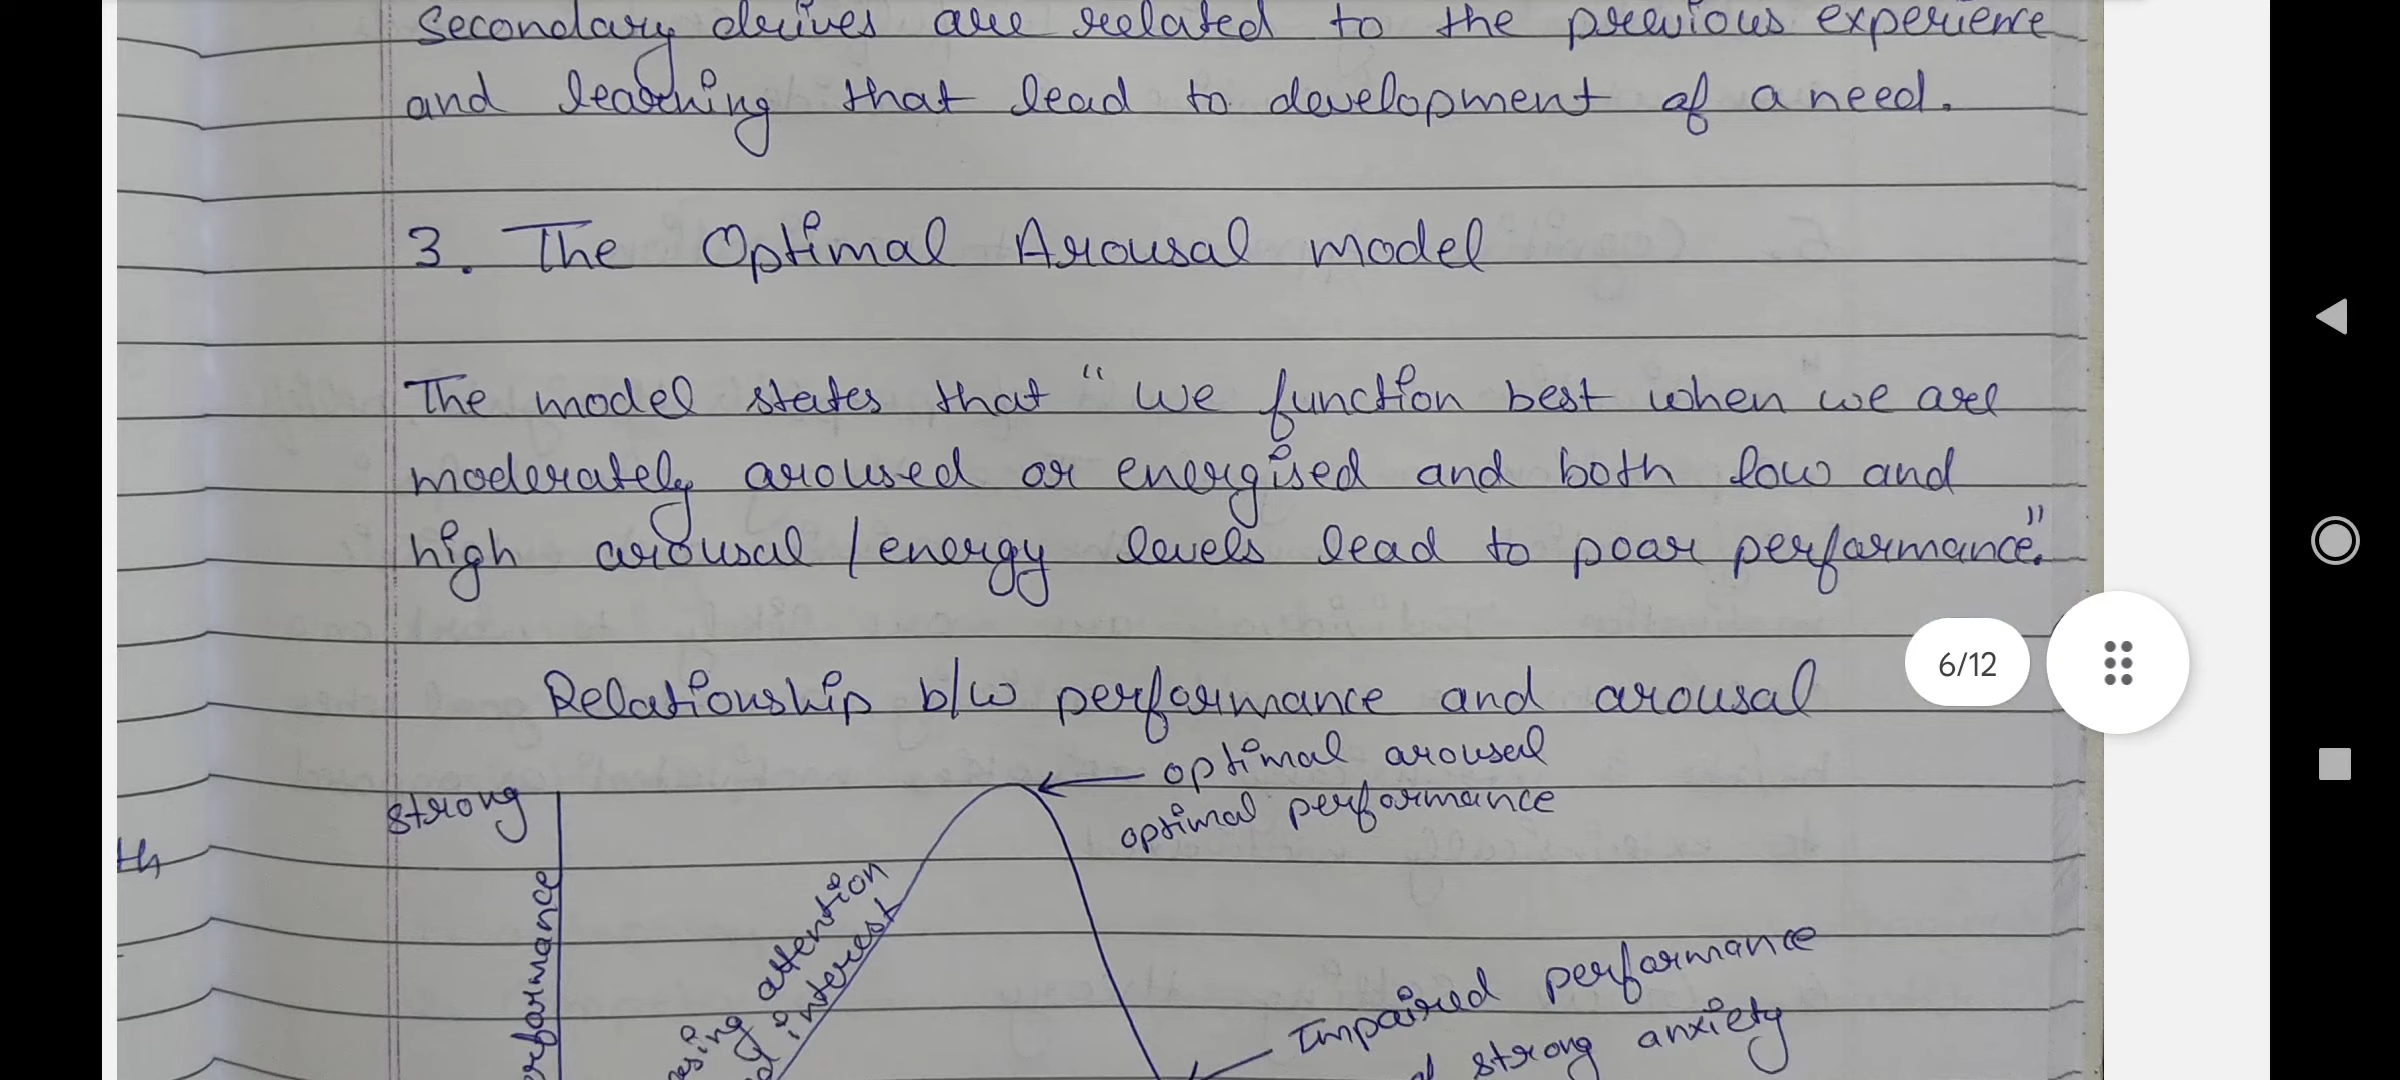 Secondary drives are related to the previous experience
and learning that lead to development of a need.
3. The Optimal Arousal model
The model states that "we function best when we are
moderately aroused or energised and both low and
high arousal / energy levels lead to poor performance."
6/12
Relationship b/w performance and arousal
optimal arousal
optimal performance
strong
attention
interest
Impaired performance
strong anxiety